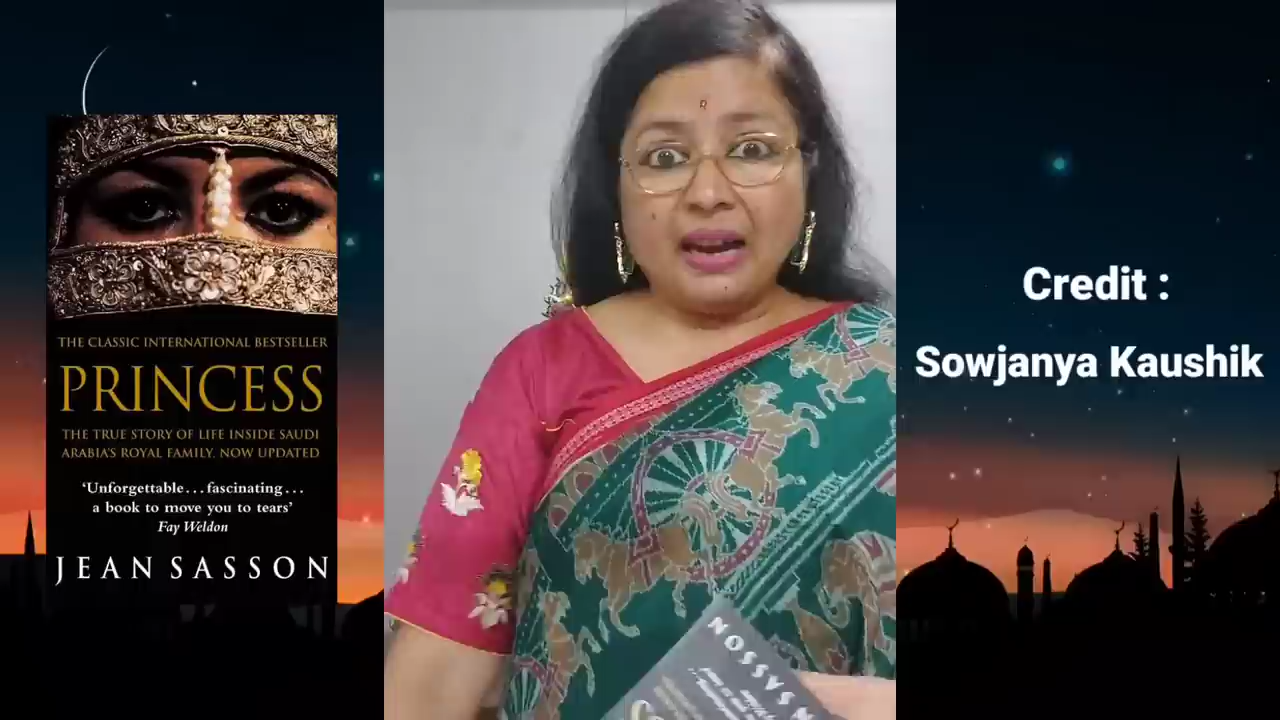 THE CLASSIC INTERNATIONAL BESTSELLER
PRINCESS
THE TRUE STORY OF LIFE INSIDE SAUDI
ARABIA'S ROYAL FAMILY, NOW UPDATED
'Unforgettable...fascinating...
a book to move you to tears'
Fay Weldon
JEAN SASSON
Credit :
Sowjanya Kaushik
N SASSON